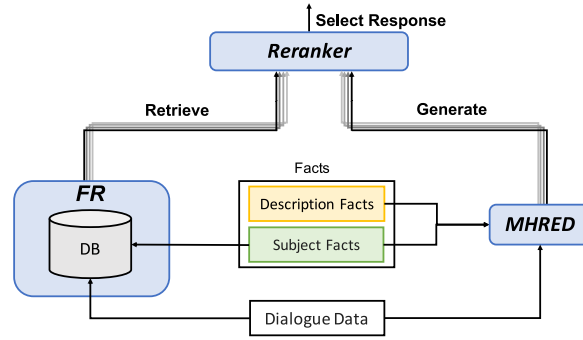 Select Response
Reranker
Retrieve
Generate
Facts
FR
Description Facts
MHRED
DB
Subject Facts
Dialogue Data